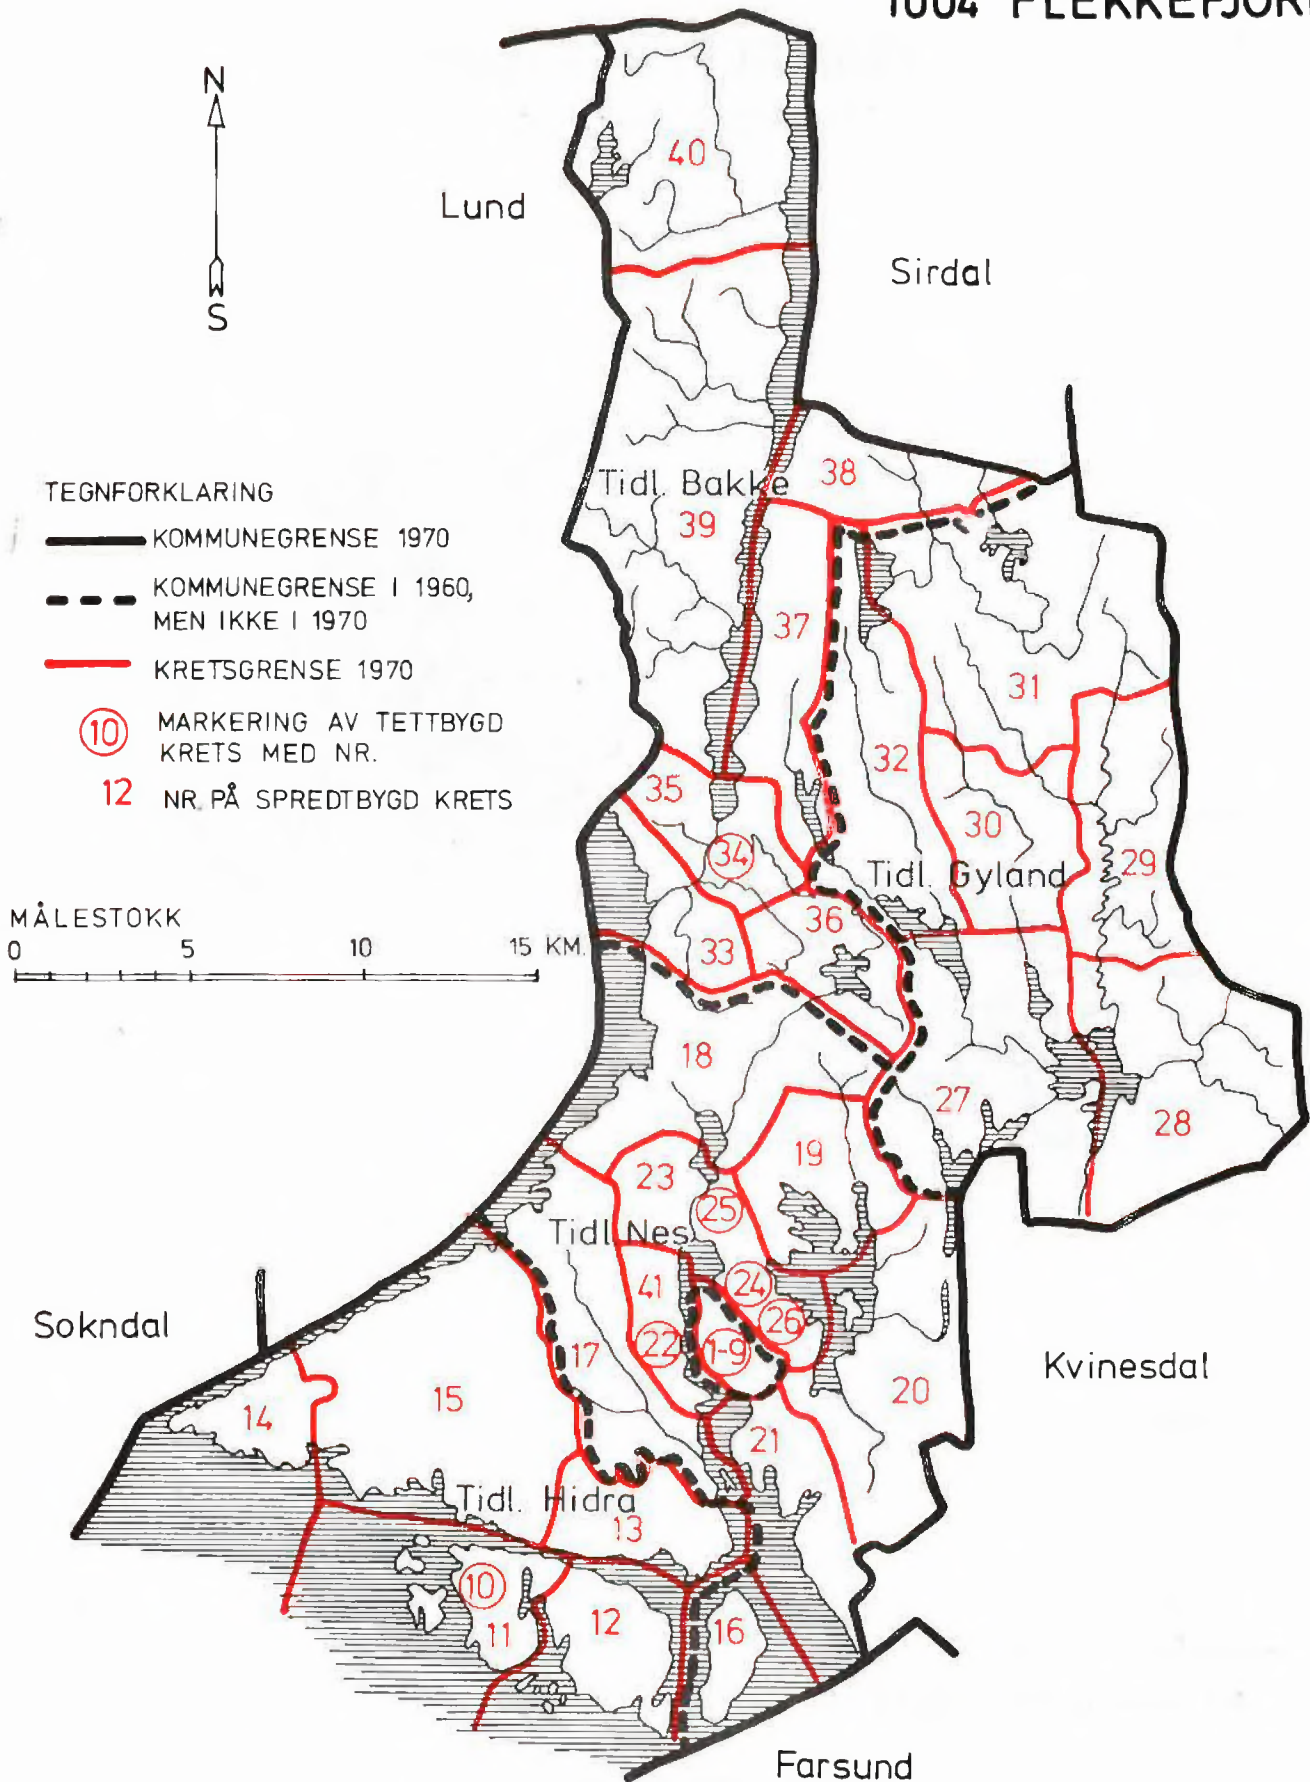 1004 FLEKKEFJORD
N
S
Lund
40
Sirdal
TEGNFORKLARING
KOMMUNEGRENSE 1970
KOMMUNEGRENSE I 1960,
MEN IKKE I 1970
KRETSGRENSE 1970
10 MARKERING AV TETTBYGD
KRETS MED NR.
12 NR. PÅ SPREDTBYGD KRETS
MÅLESTOKK
0 5 10 15 KM.
38
Tidl. Bakke
39
37
31
32
35
30
34
29
Tidl. Gyland
36
33
18
27
28
19
23
25
Tidl. Nes
41
24
26
22
1-9
17
Sokndal
Kvinesdal
20
15
14
21
Tidl. Hidra
13
10
12
11
16
Farsund